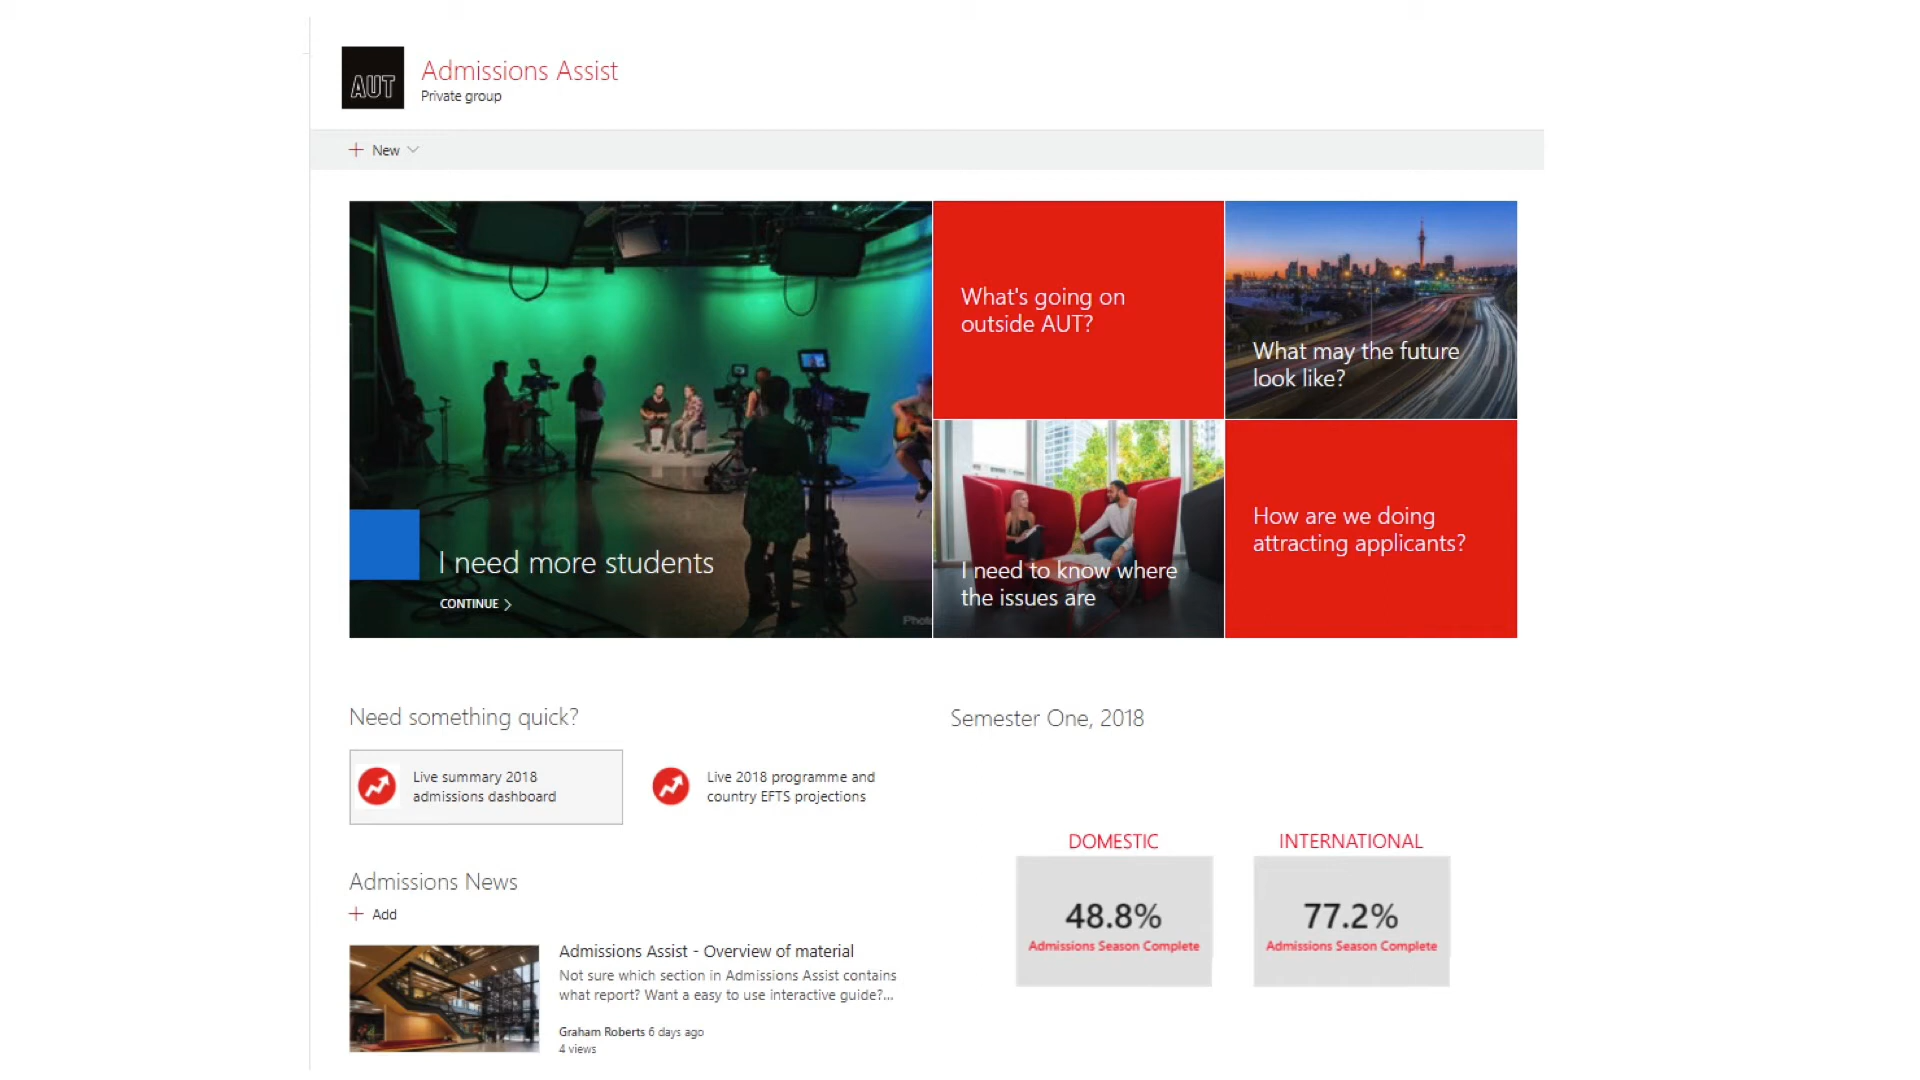 AUT
Admissions Assist
Private group
New
I need more students
CONTINUE
What's going on
outside AUT?
What may the future
look like?
I need to know where
the issues are
How are we doing
attracting applicants?
Need something quick?
Live summary 2018
admissions dashboard
Live 2018 programme and
country EFTS projections
Semester One, 2018
DOMESTIC
48.8%
Admissions Season Complete
INTERNATIONAL
77.2%
Admissions Season Complete
Admissions News
Add
Admissions Assist - Overview of material
Not sure which section in Admissions Assist contains
what report? Want a easy to use interactive guide?...
Graham Roberts 6 days ago
4 views